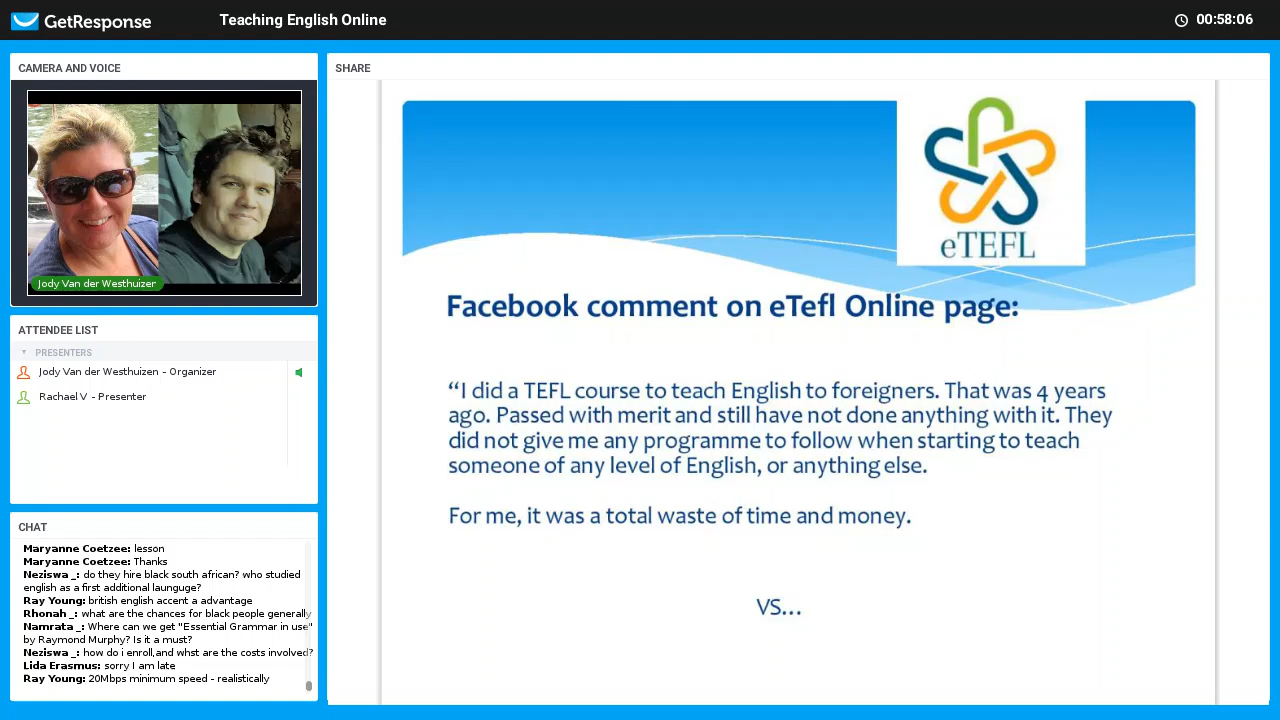 GetResponse
Teaching English Online
00:58:06
CAMERA AND VOICE
Jody Van der Westhuizer
ATTENDEE LIST
PRESENTERS
Jody Van der Westhuizen - Organizer
Rachael V - Presenter
CHAT
Maryanne Coetzee: lesson
Maryanne Coetzee: Thanks
Neziswa _: do they hire black south african? who studied
english as a first additional launguge?
Ray Young: british english accent a advantage
Rhonah _: what are the chances for black people generally
Namrata _: Where can we get "Essential Grammar in use"
by Raymond Murphy? Is it a must?
Neziswa _: how do i enroll,and whst are the costs involved?
Lida Erasmus: sorry I am late
Ray Young: 20Mbps minimum speed - realistically
SHARE
eTEFL
Facebook comment on eTefl Online page:
“I did a TEFL course to teach English to foreigners. That was 4 years
ago. Passed with merit and still have not done anything with it. They
did not give me any programme to follow when starting to teach
someone of any level of English, or anything else.
For me, it was a total waste of time and money.
VS...